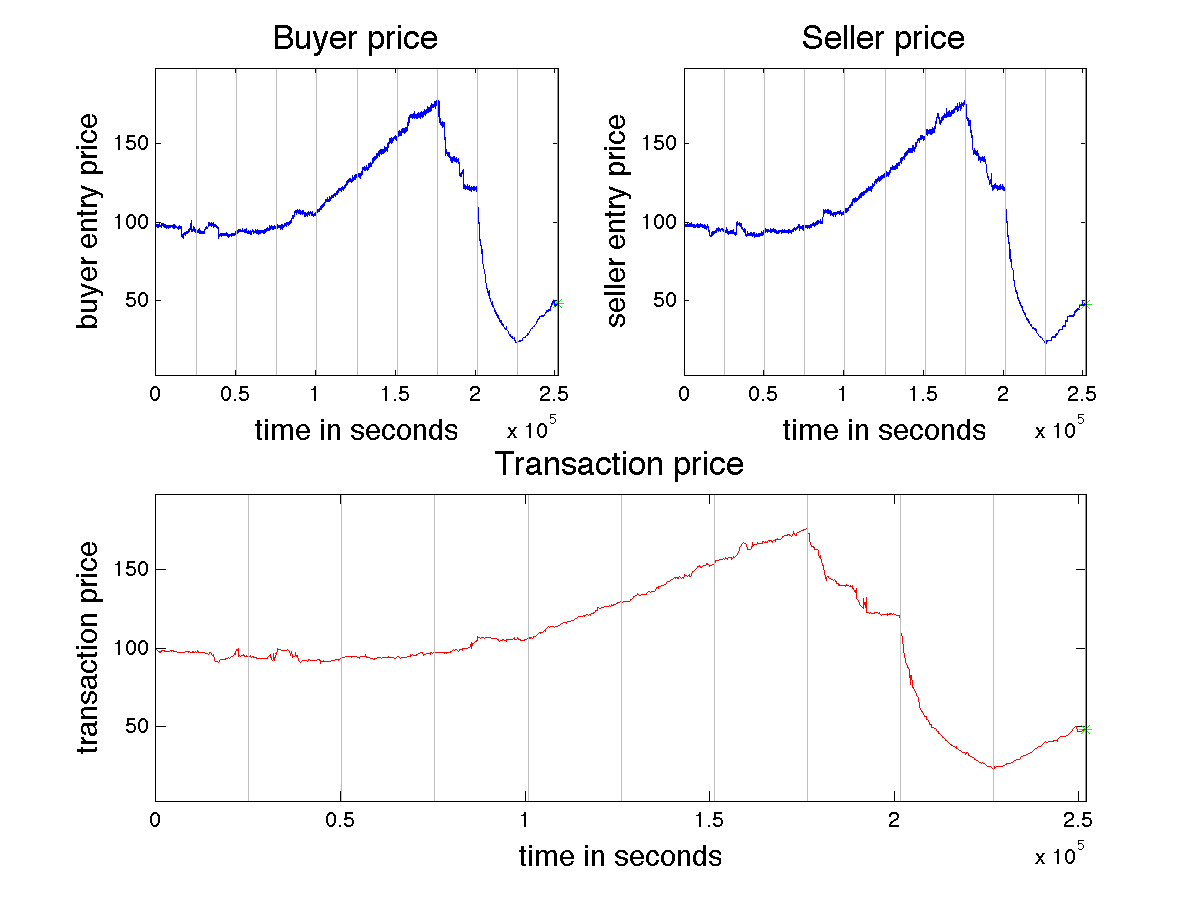 Buyer price
buyer entry price
150
100
50
0 0.5 1 1.5 2 2.5
x 10^5
time in seconds
Seller price
seller entry price
150
100
50
0 0.5 1 1.5 2 2.5
x 10^5
time in seconds
Transaction price
transaction price
150
100
50
0 0.5 1 1.5 2 2.5
x 10^5
time in seconds